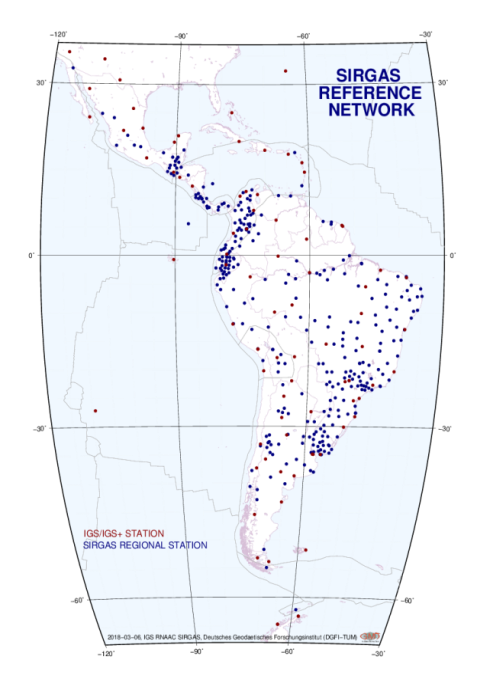 −120˚
−90˚
−60˚
−30˚
SIRGAS
REFERENCE
NETWORK
30˚
30˚
0˚
0˚
−30˚
−30˚
IGS/IGS+ STATION
SIRGAS REGIONAL STATION
−60˚
−60˚
2018−03−06, IGS RNAAC SIRGAS, Deutsches Geodaetisches Forschungsinstitut (DGFI−TUM)
−120˚
−90˚
−60˚
−30˚